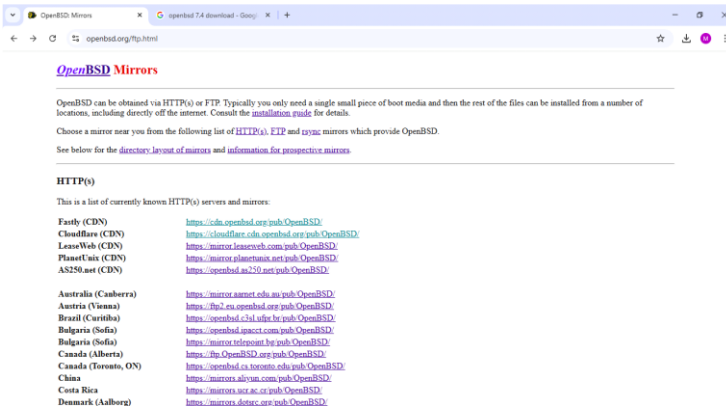 OpenBSD: Mirrors
openbsd 7.4 download - Googl
openbsd.org/ftp.html
M
OpenBSD Mirrors
OpenBSD can be obtained via HTTP(s) or FTP. Typically you only need a single small piece of boot media and then the rest of the files can be installed from a number of
locations, including directly off the internet. Consult the installation guide for details.
Choose a mirror near you from the following list of HTTP(s), FTP and rsync mirrors which provide OpenBSD.
See below for the directory layout of mirrors and information for prospective mirrors.
HTTP(s)
This is a list of currently known HTTP(s) servers and mirrors:
Fastly (CDN) https://cdn.openbsd.org/pub/OpenBSD/
Cloudflare (CDN) https://cloudflare.cdn.openbsd.org/pub/OpenBSD/
LeaseWeb (CDN) https://mirror.leaseweb.com/pub/OpenBSD/
PlanetUnix (CDN) https://mirror.planetunix.net/pub/OpenBSD/
AS250.net (CDN) https://openbsd.as250.net/pub/OpenBSD/
Australia (Canberra) https://mirror.aarnet.edu.au/pub/OpenBSD/
Austria (Vienna) https://ftp2.eu.openbsd.org/pub/OpenBSD/
Brazil (Curitiba) https://openbsd.c3sl.ufpr.br/pub/OpenBSD/
Bulgaria (Sofia) https://openbsd.ipacct.com/pub/OpenBSD/
Bulgaria (Sofia) https://mirror.telepoint.bg/pub/OpenBSD/
Canada (Alberta) https://ftp.OpenBSD.org/pub/OpenBSD/
Canada (Toronto, ON) https://openbsd.cs.toronto.edu/pub/OpenBSD/
China https://mirrors.aliyun.com/pub/OpenBSD/
Costa Rica https://mirrors.ucr.ac.cr/pub/OpenBSD/
Denmark (Aalborg) https://mirrors.dotsrc.org/pub/OpenBSD/